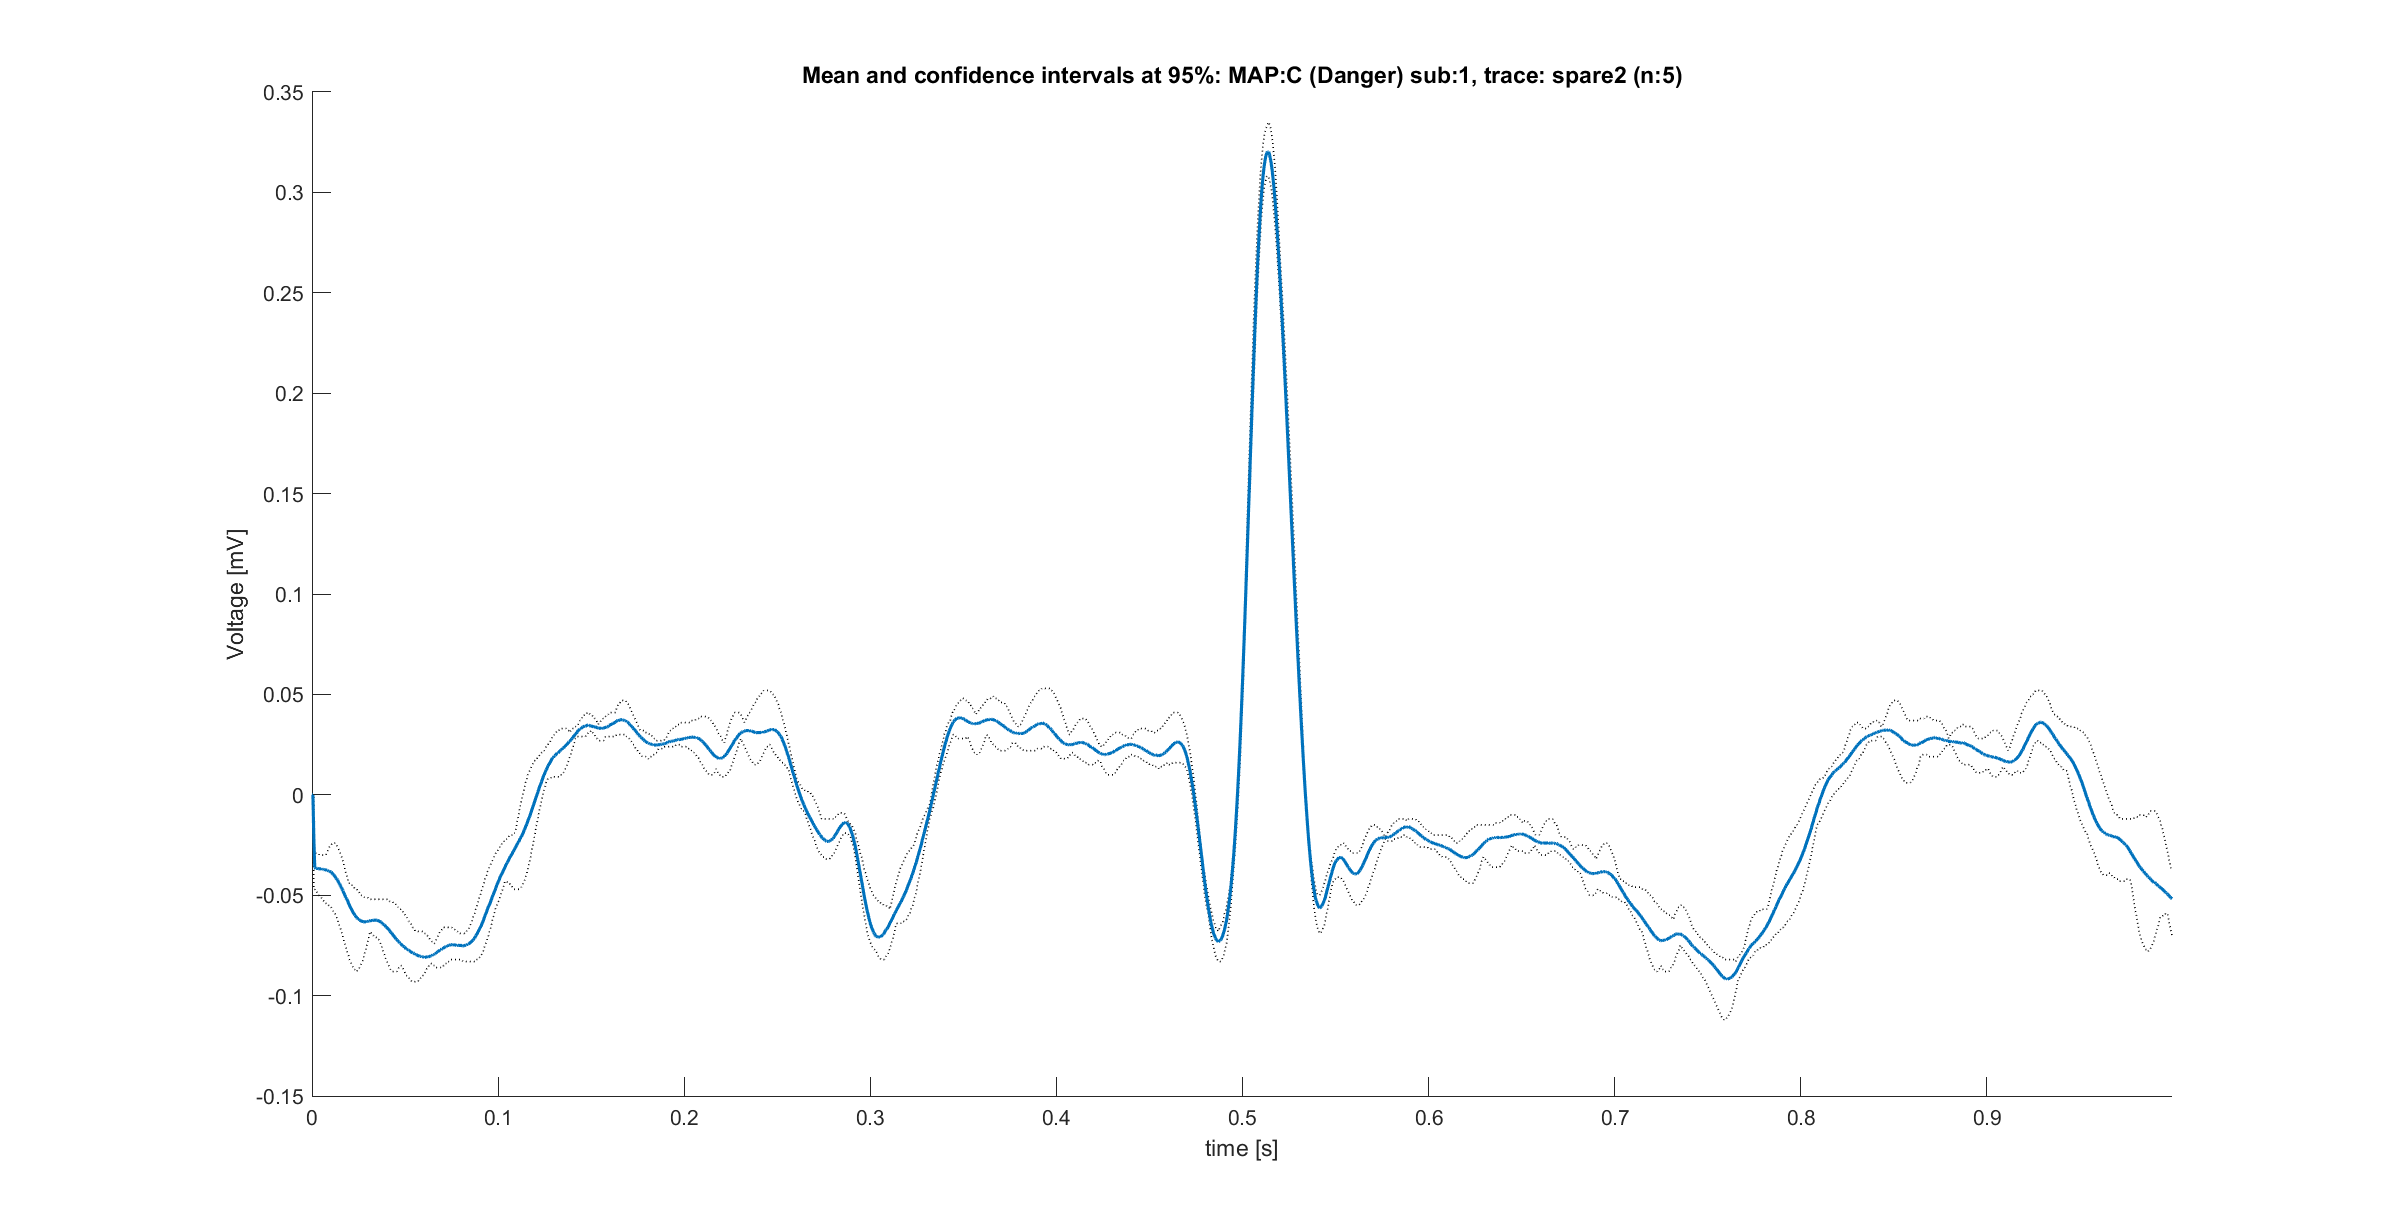 Mean and confidence intervals at 95%: MAP:C (Danger) sub:1, trace: spare2 (n:5)
0.35
0.3
0.25
0.2
0.15
0.1
0.05
0
-0.05
-0.1
-0.15
Voltage [mV]
0 0.1 0.2 0.3 0.4 0.5 0.6 0.7 0.8 0.9
time [s]